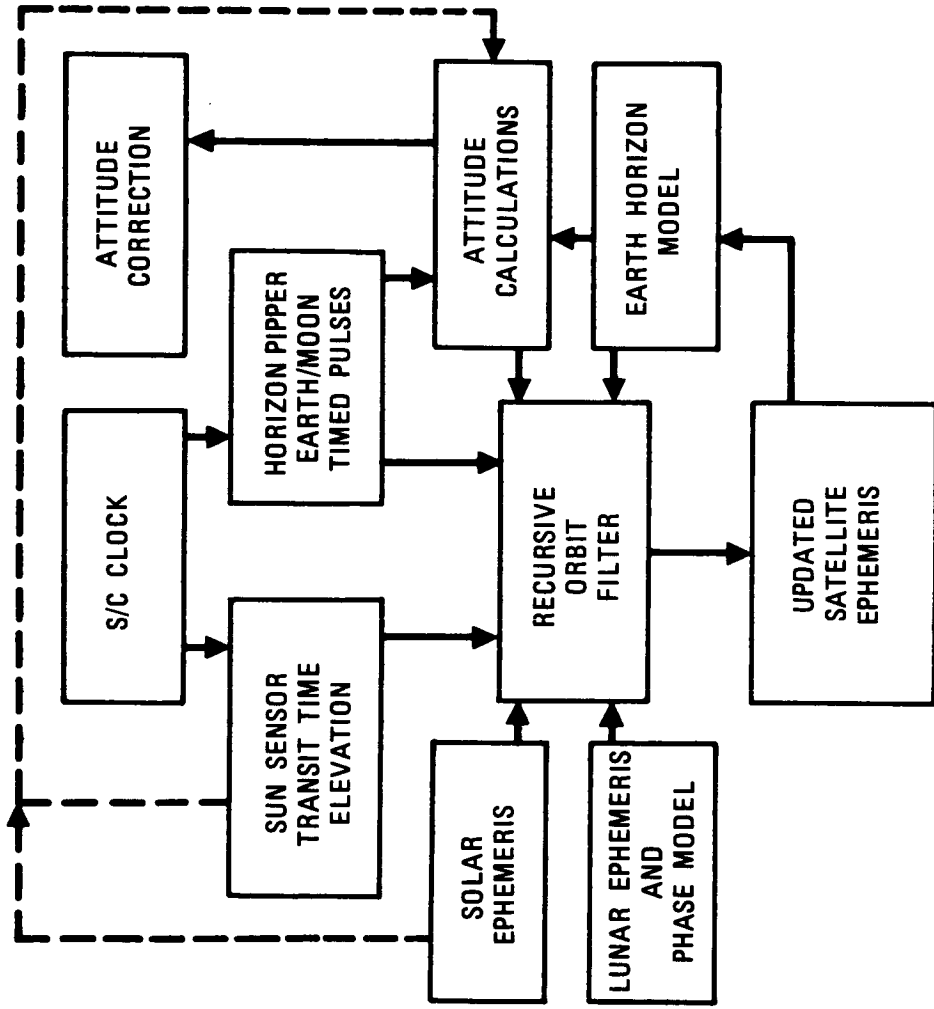 S/C CLOCK
ATTITUDE
CORRECTION
SUN SENSOR
TRANSIT TIME
ELEVATION
HORIZON PIPPER
EARTH/MOON
TIMED PULSES
SOLAR
EPHEMERIS
RECURSIVE
ORBIT
FILTER
ATTITUDE
CALCULATIONS
LUNAR EPHEMERIS
AND
PHASE MODEL
EARTH HORIZON
MODEL
UPDATED
SATELLITE
EPHEMERIS